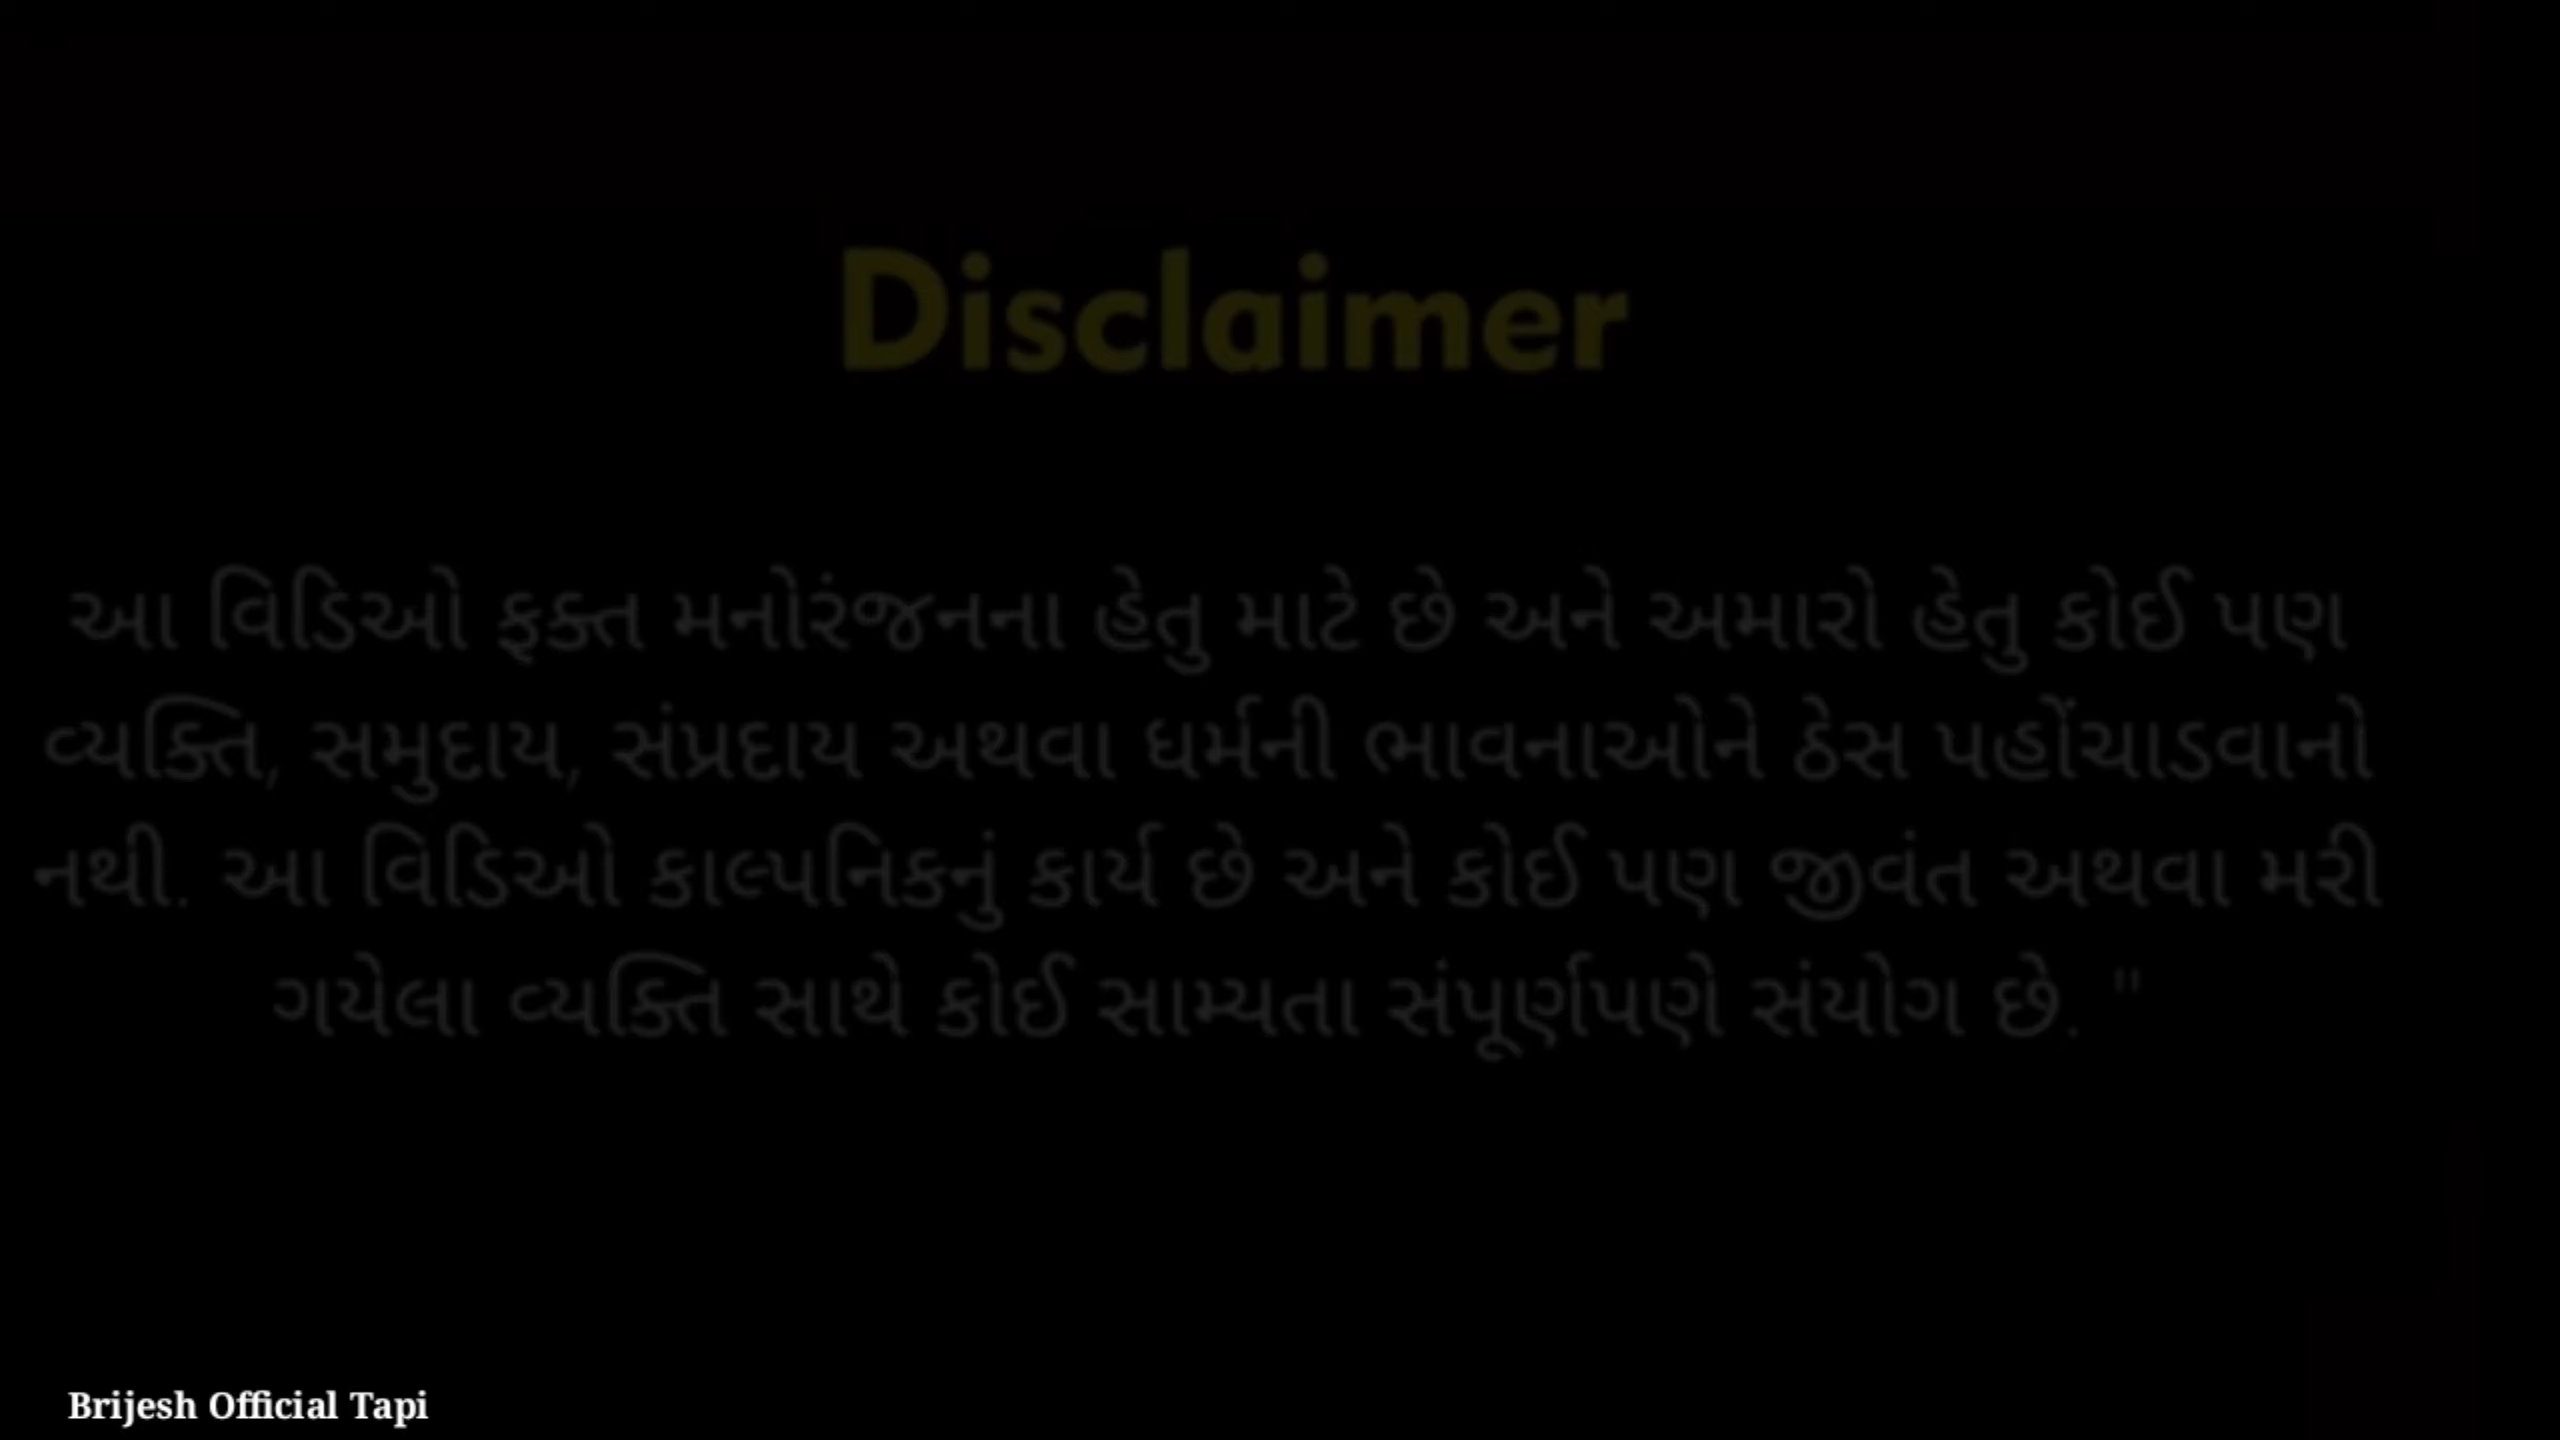 Disclaimer
આ વિડિઓ ફક્ત મનોરંજનના હેતુ માટે છે અને અમારો હેતુ કોઈ પણ
વ્યક્તિ, સમુદાય, સંપ્રદાય અથવા ધર્મની ભાવનાઓને ઠેસ પહોંચાડવાનો
નથી. આ વિડિઓ કાલ્પનિકનું કાર્ય છે અને કોઈ પણ જીવંત અથવા મરી
ગયેલા વ્યક્તિ સાથે કોઈ સામ્યતા સંપૂર્ણપણે સંયોગ છે. "
Brijesh Official Tapi